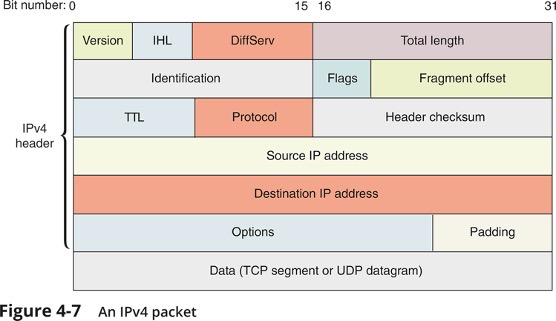 Bit number: 0 15 16 31
Version IHL DiffServ Total length
Identification Flags Fragment offset
TTL Protocol Header checksum
IPv4
header
Source IP address
Destination IP address
Options Padding
Data (TCP segment or UDP datagram)
Figure 4-7 An IPv4 packet